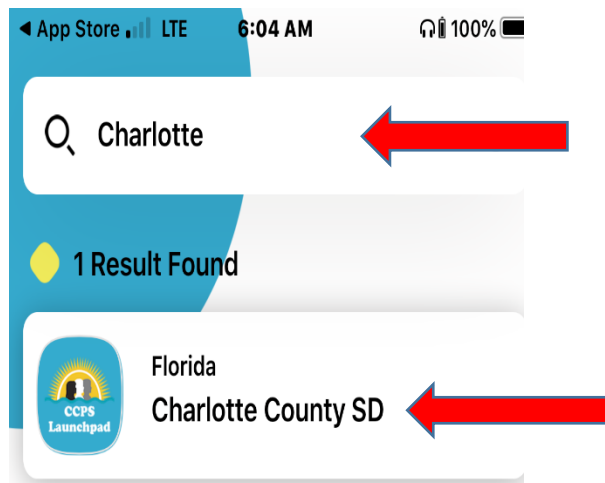 App Store LTE 6:04 AM 100%
Charlotte
1 Result Found
Florida
CCPS
Launchpad
Charlotte County SD